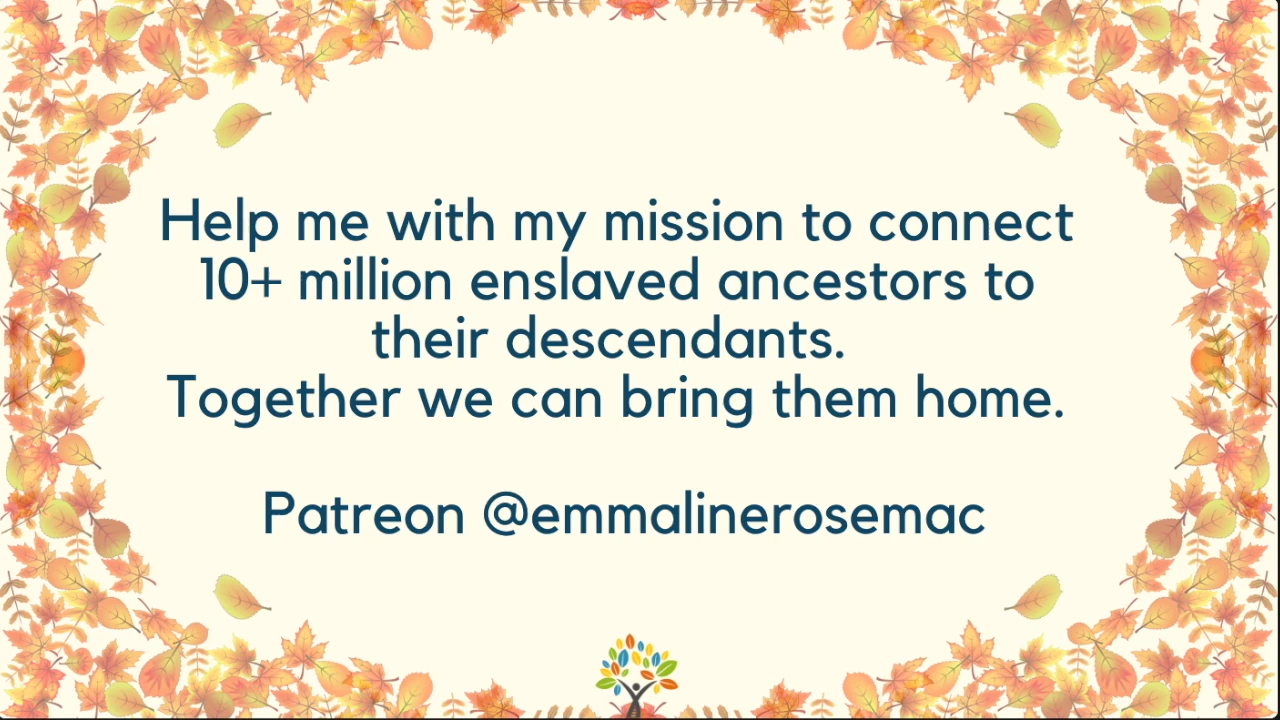 Help me with my mission to connect
10+ million enslaved ancestors to
their descendants.
Together we can bring them home.
Patreon @emmalinerosemac